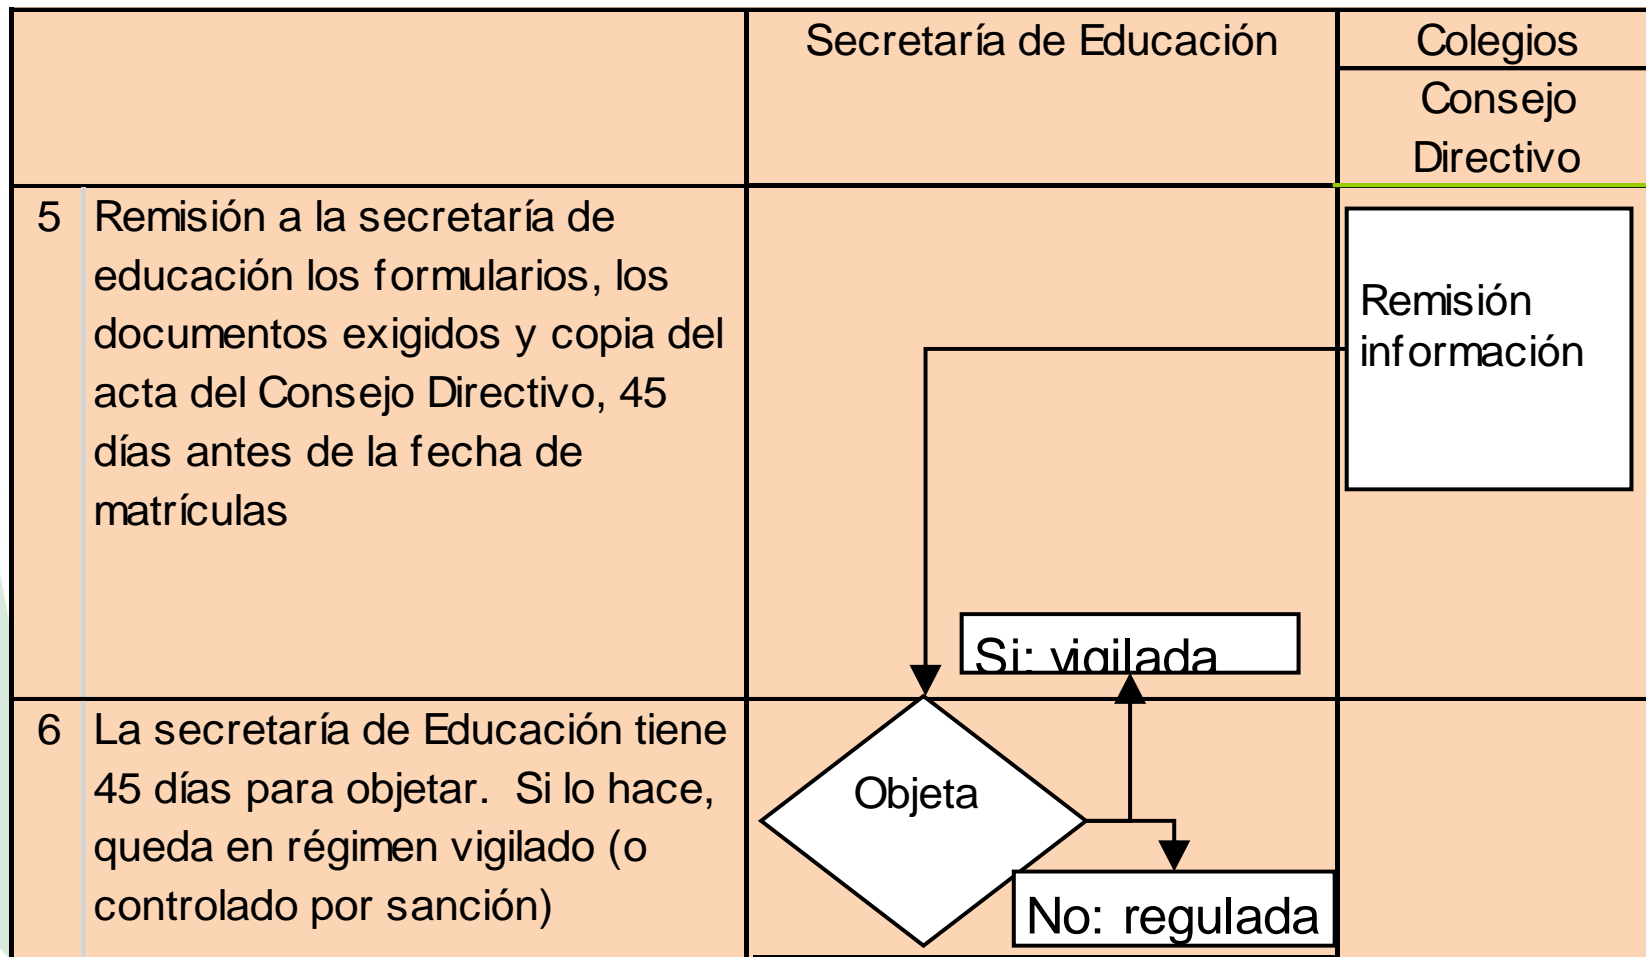 Secretaría de Educación
Colegios
Consejo
Directivo
5 Remisión a la secretaría de
educación los formularios, los
documentos exigidos y copia del
acta del Consejo Directivo, 45
días antes de la fecha de
matrículas
Remisión
información
Si: vigilada
6 La secretaría de Educación tiene
45 días para objetar. Si lo hace,
queda en régimen vigilado (o
controlado por sanción)
Objeta
No: regulada